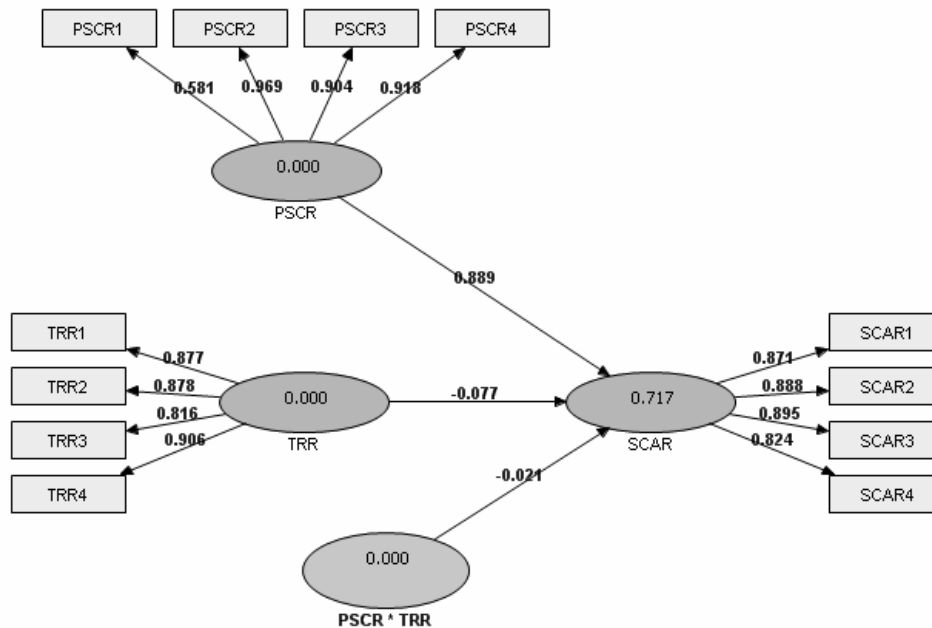 PSCR1 PSCR2 PSCR3 PSCR4
0.581 0.969 0.904 0.918
0.000
PSCR
0.889
TRR1
TRR2
TRR3
TRR4
0.877
0.878
0.816
0.906
0.000
TRR
-0.077
0.717
SCAR
0.871
0.888
0.895
0.824
SCAR1
SCAR2
SCAR3
SCAR4
-0.021
0.000
PSCR * TRR